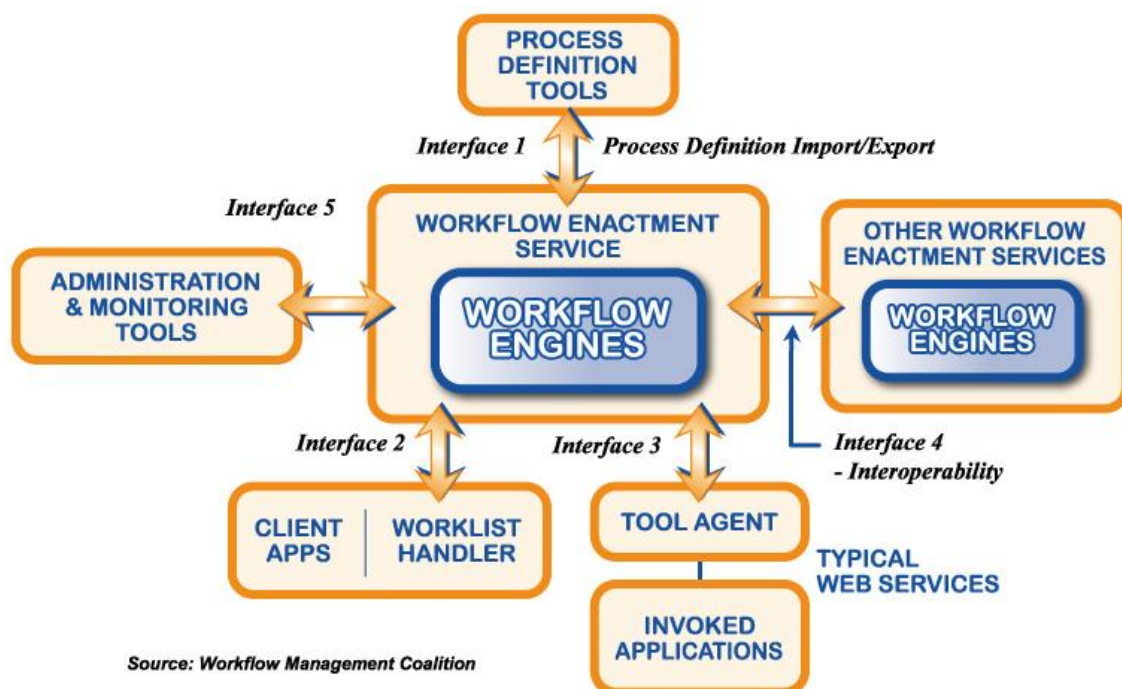 PROCESS
DEFINITION
TOOLS
Interface 1
Process Definition Import/Export
Interface 5
WORKFLOW ENACTMENT
SERVICE
WORKFLOW
ENGINES
OTHER WORKFLOW
ENACTMENT SERVICES
WORKFLOW
ENGINES
ADMINISTRATION
& MONITORING
TOOLS
Interface 2
Interface 3
Interface 4
- Interoperability
CLIENT
APPS
WORKLIST
HANDLER
TOOL AGENT
TYPICAL
WEB SERVICES
INVOKED
APPLICATIONS
Source: Workflow Management Coalition